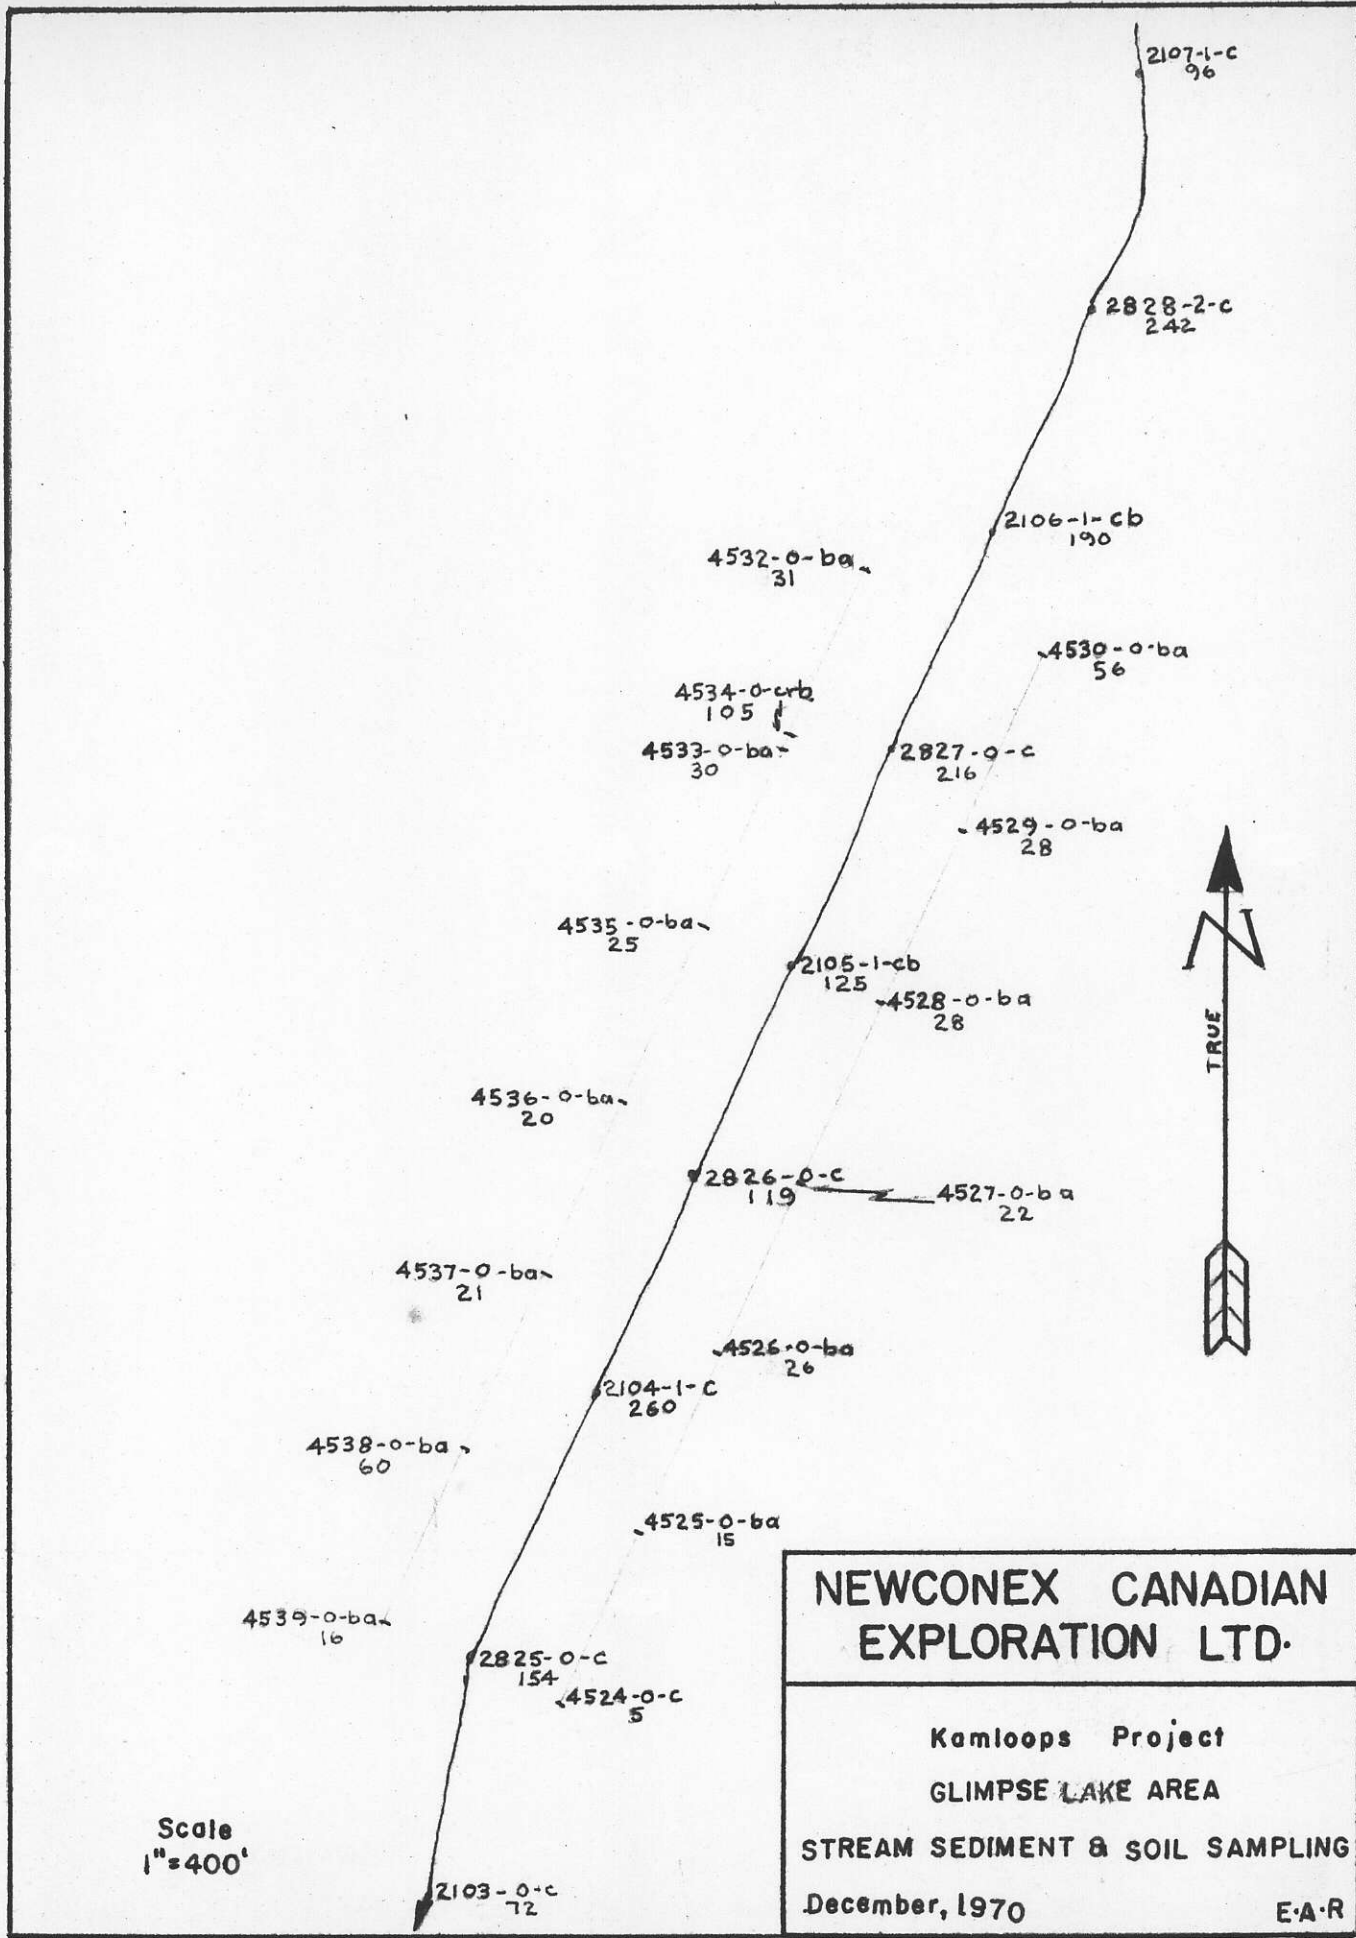 2107-1-c
96
2828-2-c
242
2106-1-cb
190
4532-0-ba
31
4530-0-ba
56
4534-0-crb
105
4533-0-ba
30
2827-0-c
216
4529-0-ba
28
4535-0-ba
25
2105-1-cb
125
4528-0-ba
28
N
TRUE
4536-0-ba
20
2826-0-c
119
4527-0-ba
22
4537-0-ba
21
4526-0-ba
26
2104-1-c
260
4538-0-ba
60
4525-0-ba
15
4539-0-ba
16
2825-0-c
154
4524-0-c
5
2103-0-c
72
Scale
1"=400'
NEWCONEX CANADIAN
EXPLORATION LTD.
Kamloops Project
GLIMPSE LAKE AREA
STREAM SEDIMENT & SOIL SAMPLING
December, 1970 E.A.R